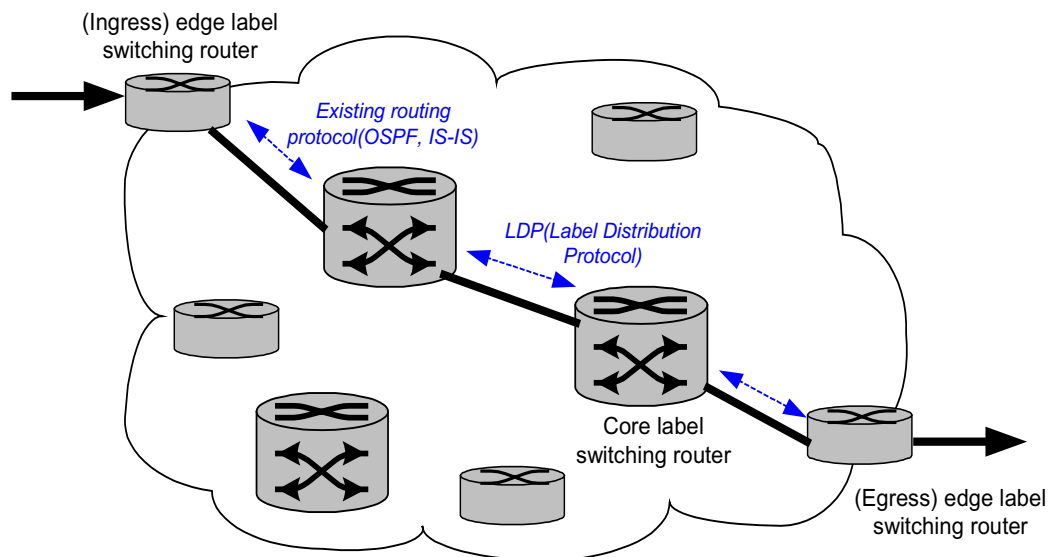 (Ingress) edge label
switching router
Existing routing
protocol(OSPF, IS-IS)
LDP(Label Distribution
Protocol)
Core label
switching router
(Egress) edge label
switching router